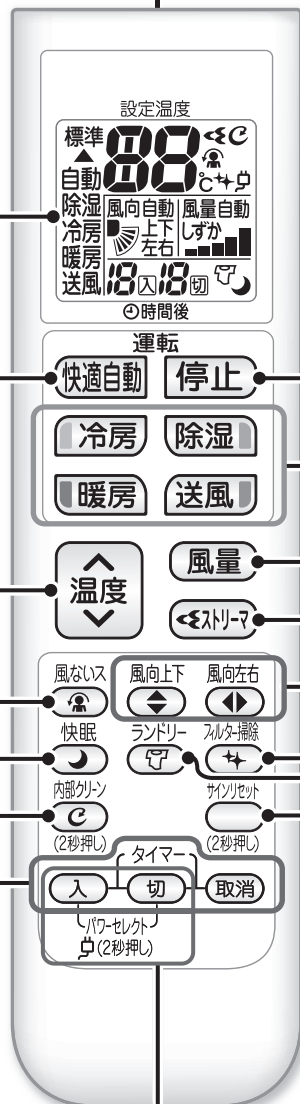 設定温度
標準
88
自動
℃
除湿 風向自動 風量自動
冷房 上下 しずか
暖房 左右
送風 18入 18切
時間後
運転
快適自動 停止
冷房 除湿
暖房 送風
温度
風量
ストリーマ
風ないス 風向上下 風向左右
快眠 ランドリー フィルター掃除
内部クリーン サインリセット
(2秒押し) (2秒押し)
タイマー
入 切 取消
パワーセレクト
(2秒押し)